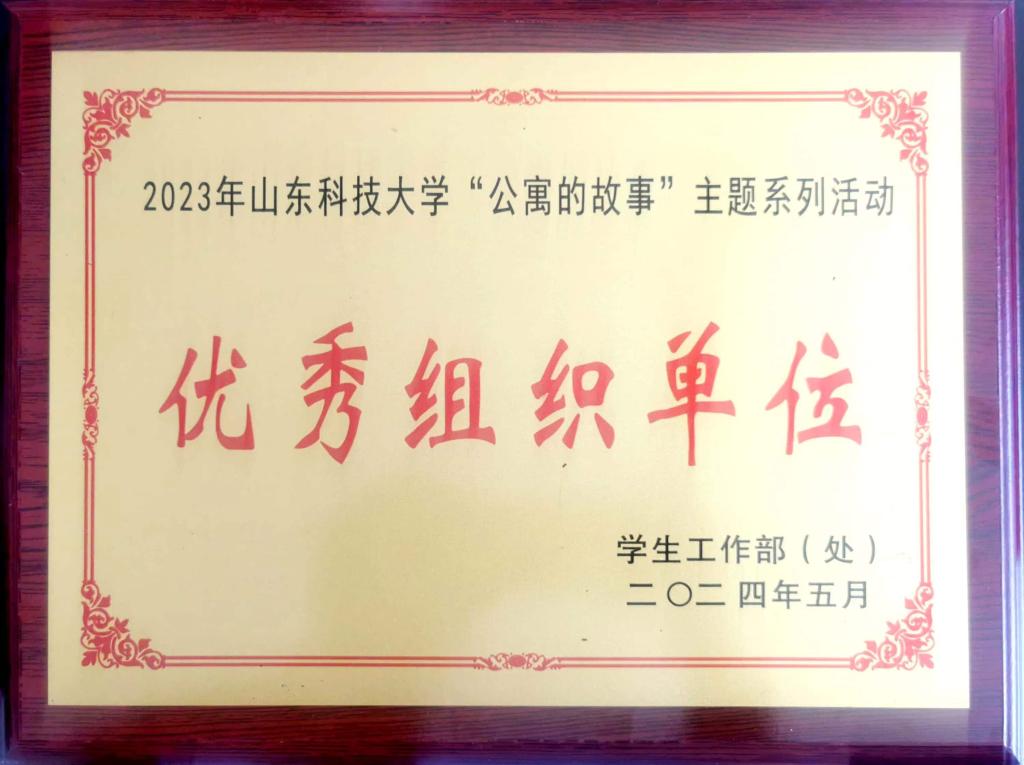 2023年山东科技大学“公寓的故事”主题系列活动
优秀组织单位
学生工作部(处)
二〇二四年五月